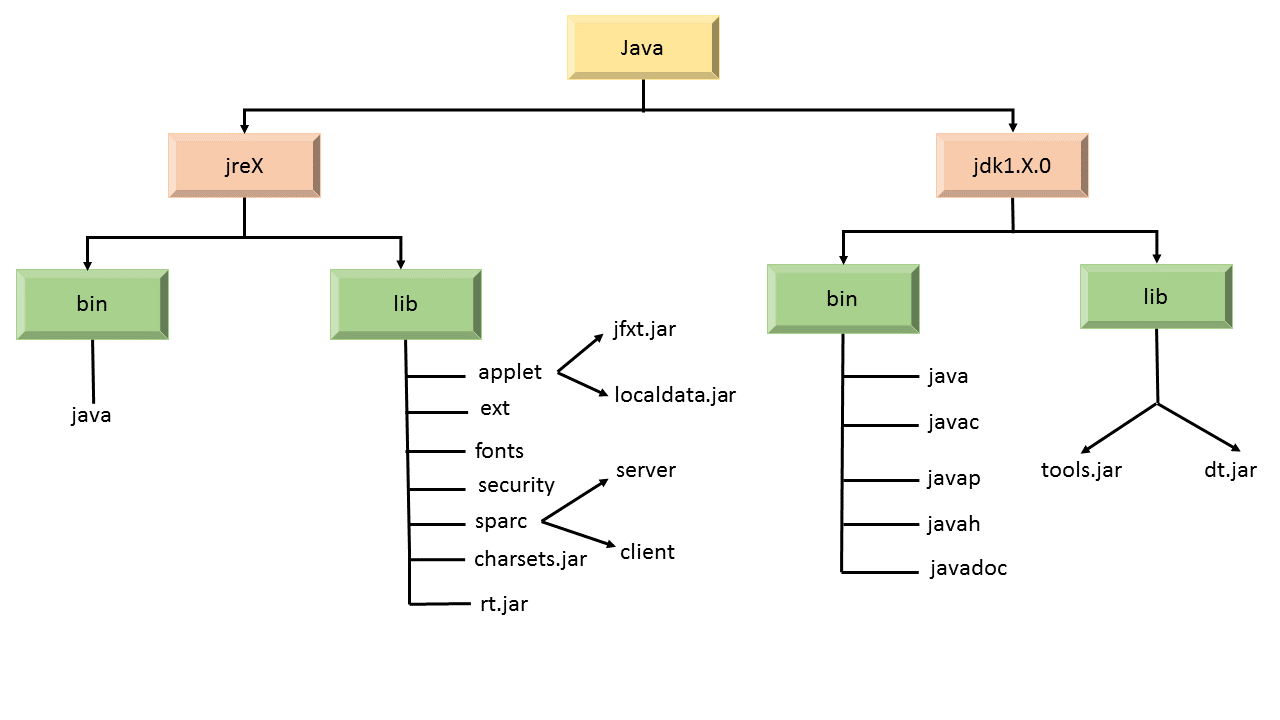 Java
jreX
jdk1.X.0
bin
lib
bin
lib
java
applet
jfxt.jar
localdata.jar
ext
fonts
security
sparc
server
client
charsets.jar
rt.jar
java
javac
javap
javah
javadoc
tools.jar
dt.jar